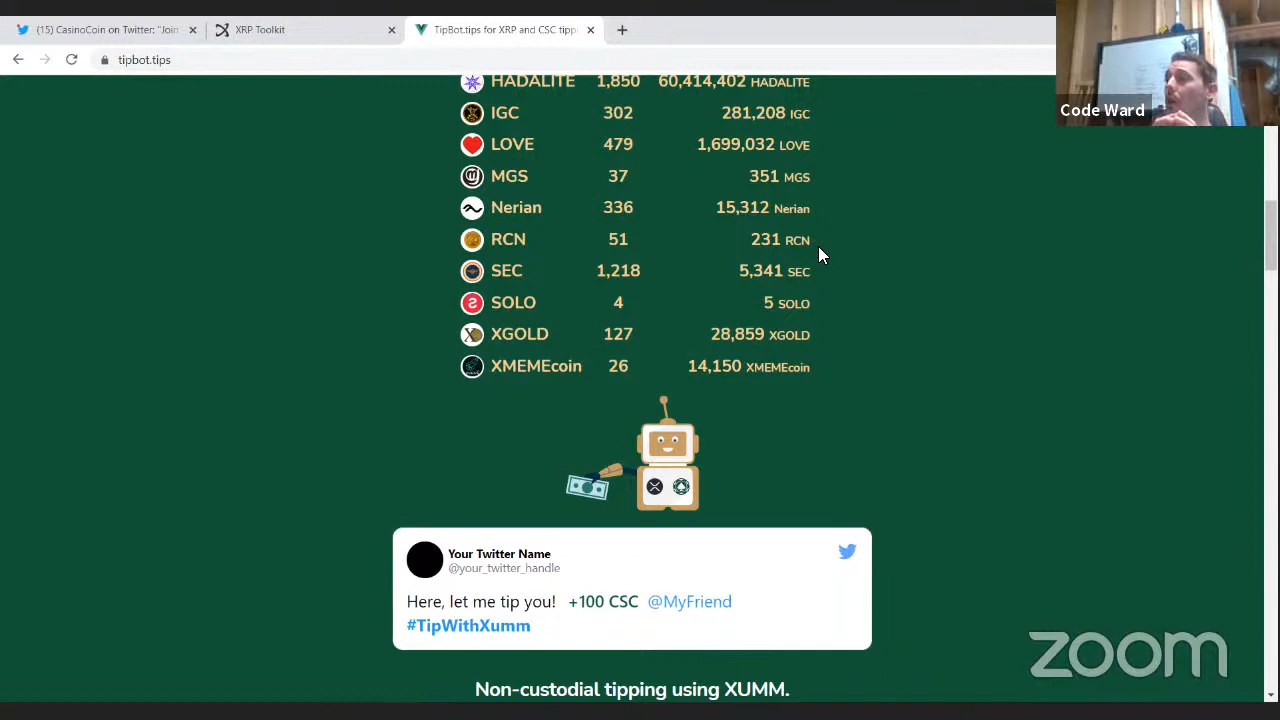 (15) CasinoCoin on Twitter: "Join
XRP Toolkit
TipBot.tips for XRP and CSC tipp
tipbot.tips
Code Ward
HADALITE 1,850 60,414,402 HADALITE
IGC 302 281,208 IGC
LOVE 479 1,699,032 LOVE
MGS 37 351 MGS
Nerian 336 15,312 Nerian
RCN 51 231 RCN
SEC 1,218 5,341 SEC
SOLO 4 5 SOLO
XGOLD 127 28,859 XGOLD
XMEMEcoin 26 14,150 XMEMEcoin
Your Twitter Name
@your_twitter_handle
Here, let me tip you! +100 CSC @MyFriend
#TipWithXumm
zoom
Non-custodial tipping using XUMM.